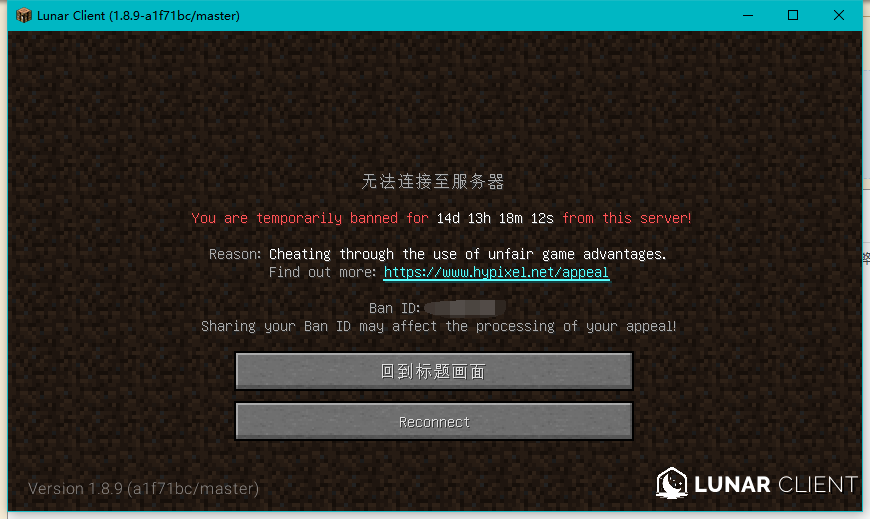 Lunar Client (1.8.9-a1f71bc/master)
无法连接至服务器
You are temporarily banned for 14d 13h 18m 12s from this server!
Reason: Cheating through the use of unfair game advantages.
Find out more: https://www.hypixel.net/appeal
Ban ID:
Sharing your Ban ID may affect the processing of your appeal!
回到标题画面
Reconnect
Version 1.8.9 (a1f71bc/master)
LUNAR CLIENT